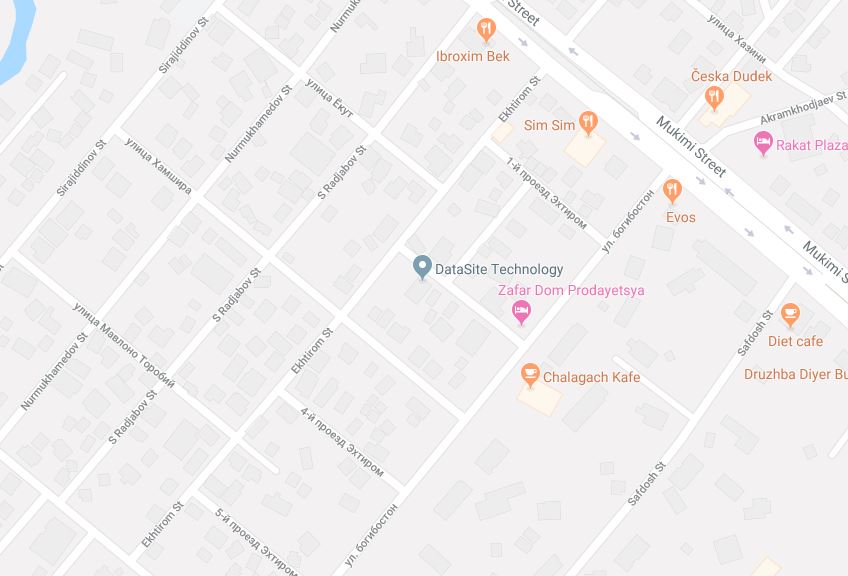 Street
Nurmuk
Sirajiddinov St
Ibroxim Bek
улица Хазини
Česka Dudek
улица Екут
Nurmukhamedov St
Ekhtirom St
Akramkhodjaev St
Sim Sim
Mukimi Street
Rakat Plaza
Sirajiddinov St
улица Хамшира
S Radjabov St
1-й проезд Эхтиром
ул. богибостон
Evos
Mukimi S
DataSite Technology
Zafar Dom Prodayetsya
S Radjabov St
Safdosh St
Diet cafe
улица Мавлоно Торобий
Nurmukhamedov St
Ekhtirom St
Chalagach Kafe
Druzhba Diyer Bu
S Radjabov St
4-й проезд Эхтиром
Safdosh St
Ekhtirom St
5-й проезд Эхтиром
ул. богибостон